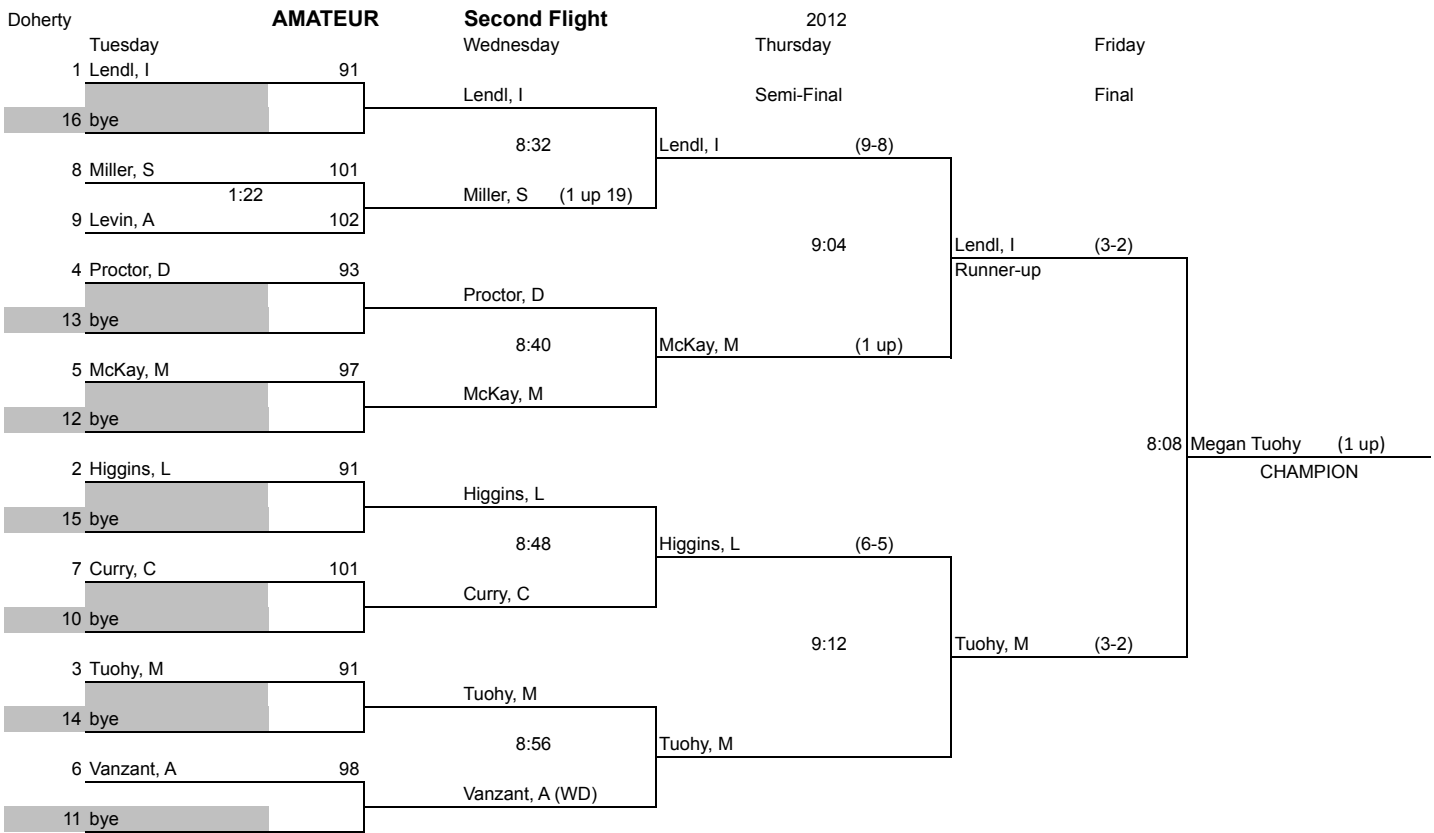 Doherty AMATEUR Second Flight 2012
Tuesday Wednesday Thursday Friday
1 Lendl, I 91
Lendl, I Semi-Final Final
16 bye
8:32 Lendl, I (9-8)
8 Miller, S 101
1:22 Miller, S (1 up 19)
9 Levin, A 102
9:04 Lendl, I (3-2)
4 Proctor, D 93 Runner-up
Proctor, D
13 bye
8:40 McKay, M (1 up)
5 McKay, M 97
McKay, M
12 bye
8:08 Megan Tuohy (1 up)
2 Higgins, L 91 CHAMPION
Higgins, L
15 bye
8:48 Higgins, L (6-5)
7 Curry, C 101
Curry, C
10 bye
9:12 Tuohy, M (3-2)
3 Tuohy, M 91
Tuohy, M
14 bye
8:56 Tuohy, M
6 Vanzant, A 98
Vanzant, A (WD)
11 bye